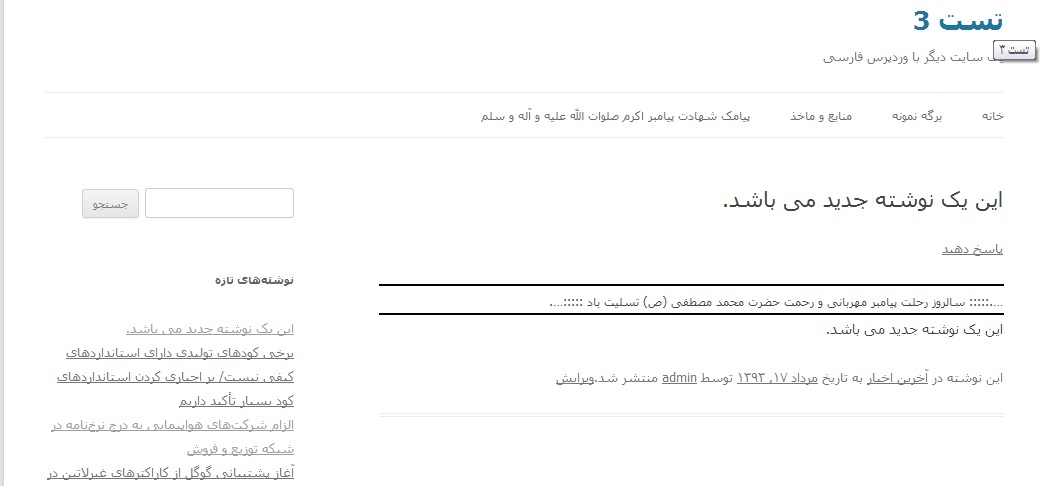 تست 3
تست ۳
یک سایت دیگر با وردپرس فارسی
خانه
برگه نمونه
منابع و ماخذ
پیامک شهادت پیامبر اکرم صلوات الله علیه و آله و سلم
این یک نوشته جدید می باشد.
پاسخ دهید
....::::: سالروز رحلت پیامبر مهربانی و رحمت حضرت محمد مصطفی (ص) تسلیت باد :::::....
این یک نوشته جدید می باشد.
این نوشته در آخرین اخبار به تاریخ مرداد ۱۷, ۱۳۹۳ توسط admin منتشر شد.ویرایش
جستجو
نوشته‌های تازه
این یک نوشته جدید می باشد.
برخی کودهای تولیدی دارای استانداردهای
کیفی نیست/ بر اجباری کردن استانداردهای
کود بسیار تأکید داریم
الزام شرکت‌های هواپیمایی به درج نرخ‌نامه در
شبکه توزیع و فروش
آغاز پشتیبانی گوگل از کاراکترهای غیرلاتین در